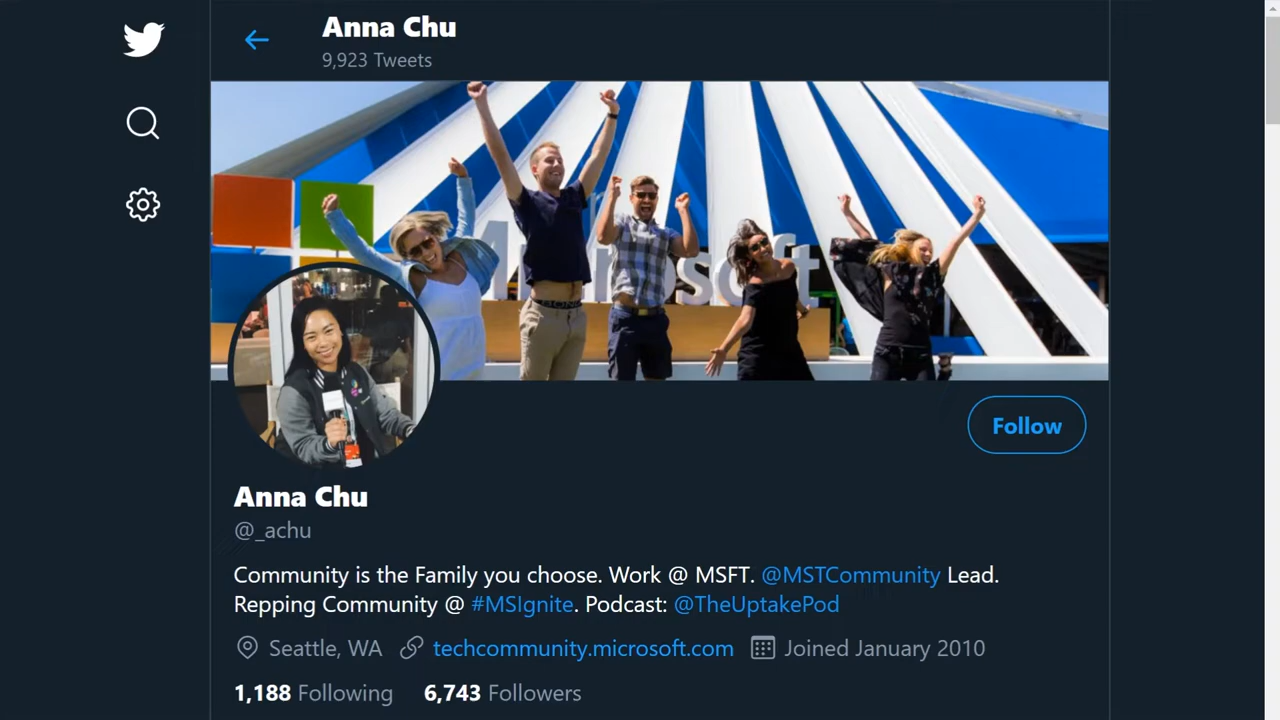 Anna Chu
9,923 Tweets
Microsoft
Anna Chu
@_achu
Community is the Family you choose. Work @ MSFT. @MSTCommunity Lead.
Repping Community @ #MSIgnite. Podcast: @TheUptakePod
Seattle, WA techcommunity.microsoft.com Joined January 2010
1,188 Following 6,743 Followers
Follow